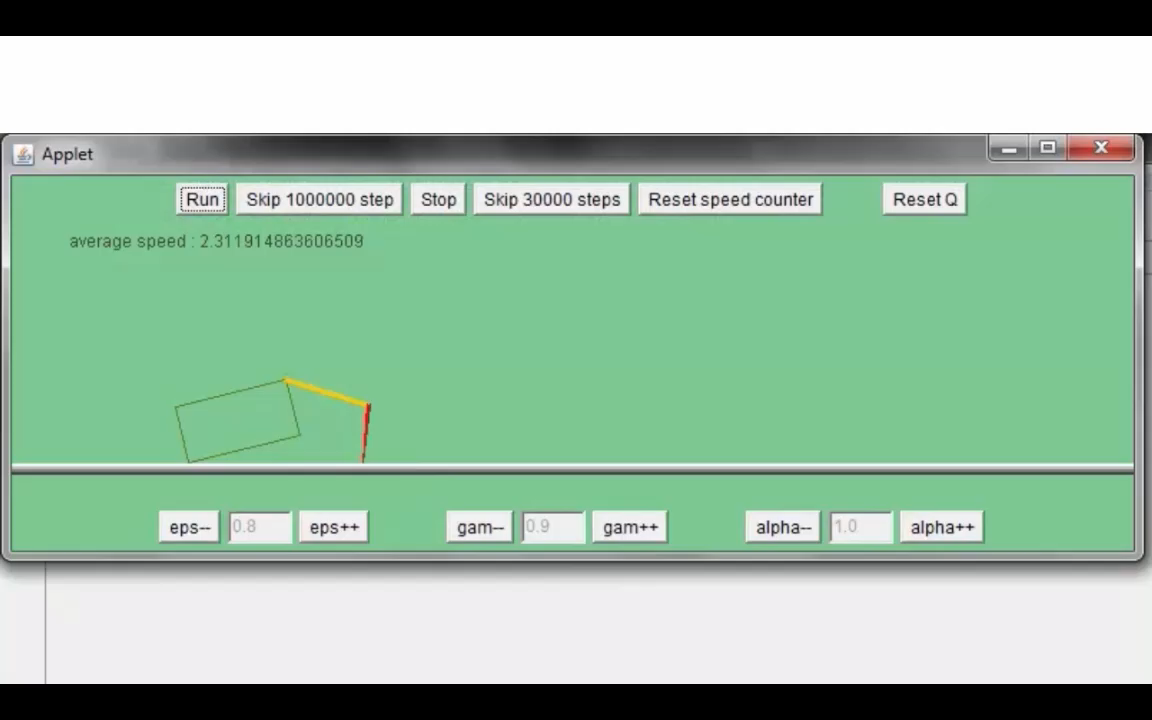 Applet
Run Skip 1000000 step Stop Skip 30000 steps Reset speed counter Reset Q
average speed : 2.311914863606509
eps-- 0.8 eps++ gam-- 0.9 gam++ alpha-- 1.0 alpha++